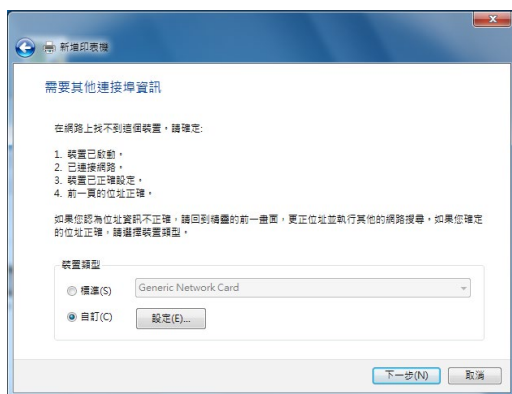 新增印表機
需要其他連接埠資訊
在網路上找不到這個裝置，請確定:
1. 裝置已啟動。
2. 已連接網路。
3. 裝置已正確設定。
4. 前一頁的位址正確。
如果您認為位址資訊不正確，請回到精靈的前一畫面，更正位址並執行其他的網路搜尋。如果您確定
的位址正確，請選擇裝置類型。
裝置類型
標準(S)
Generic Network Card
自訂(C)
設定(E)...
下一步(N)
取消